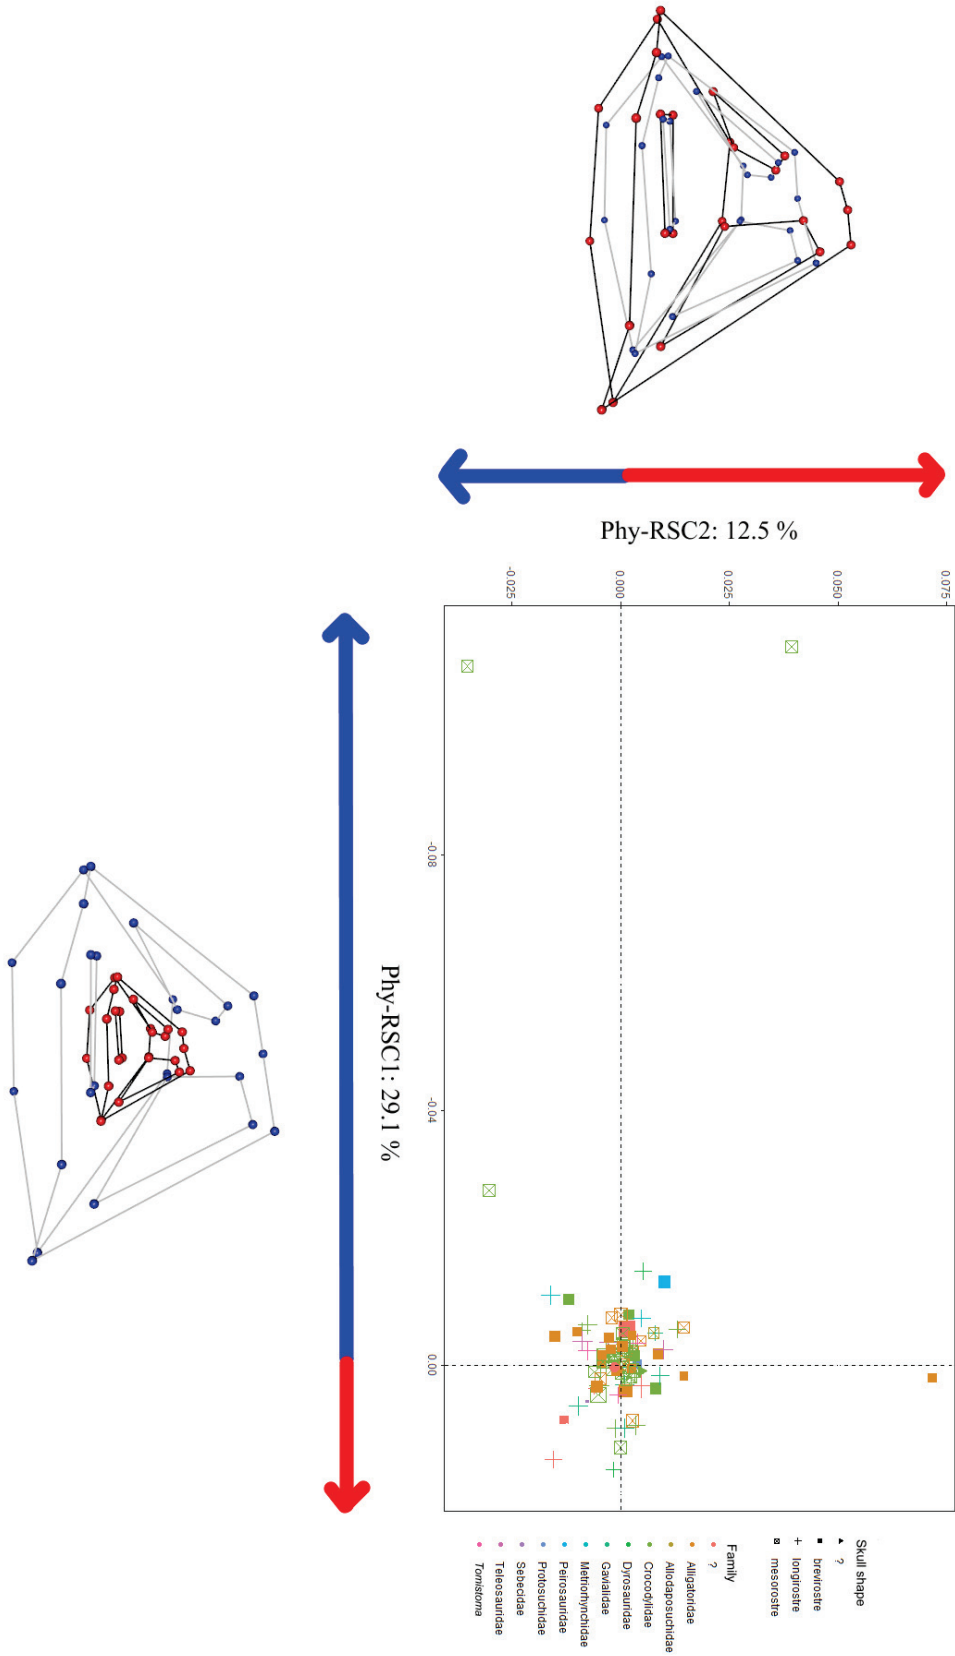 Phy-RSC2: 12.5 %
0.075
0.050
0.025
0.000
-0.025
-0.08
-0.04
0.00
Phy-RSC1: 29.1 %
Skull shape
?
brevirostre
longirostre
mesorostre
Family
?
Alligatoridae
Allodaposuchidae
Crocodylidae
Dyrosauridae
Gavialidae
Metriorhynchidae
Peirosauridae
Protosuchidae
Sebecidae
Teleosauridae
Tomistoma